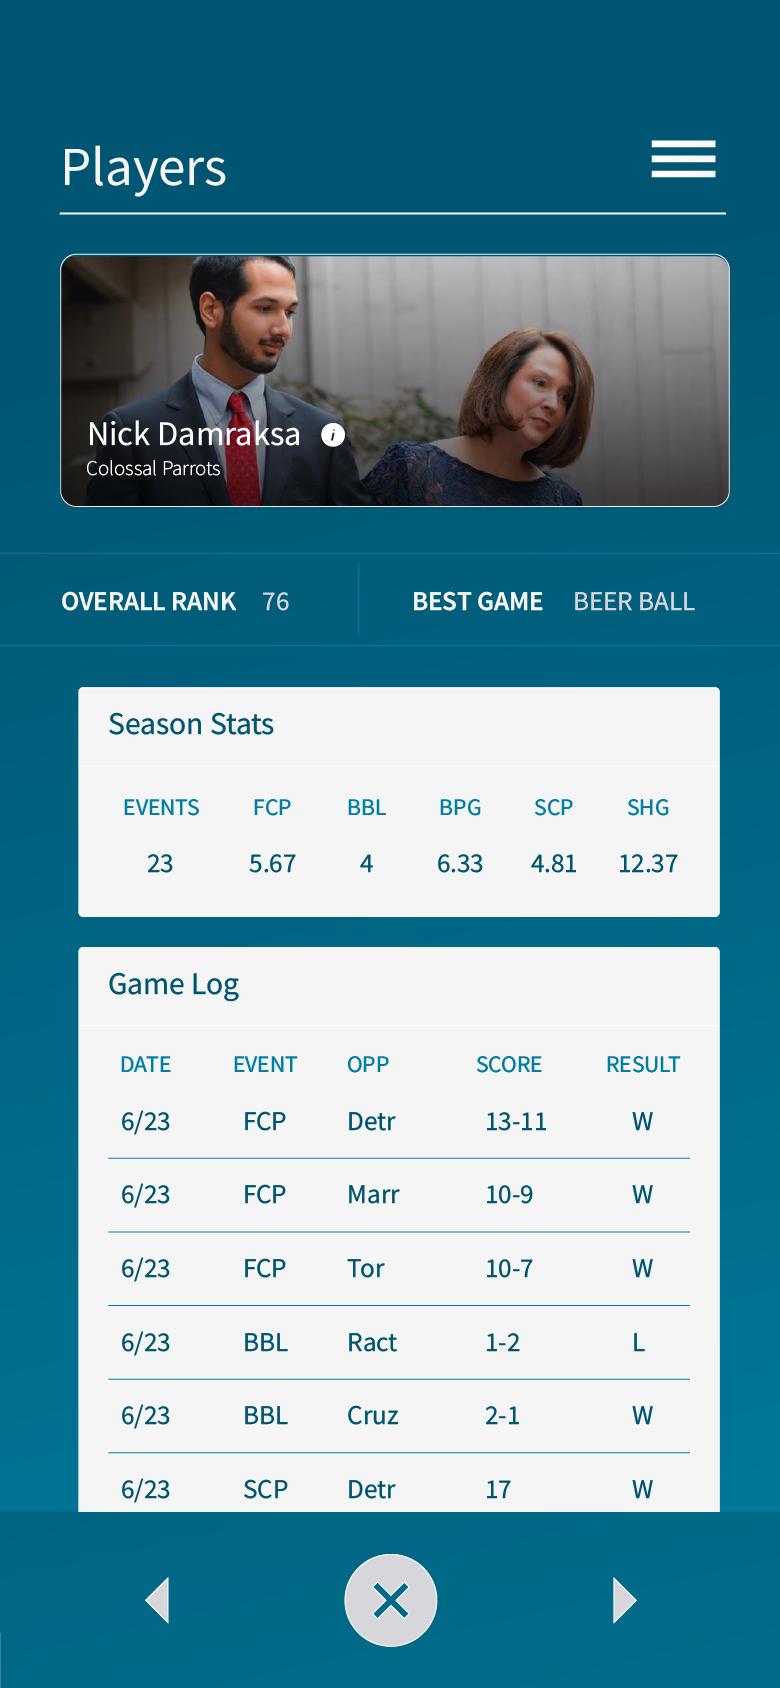 Players
Nick Damraksa i
Colossal Parrots
OVERALL RANK 76 BEST GAME BEER BALL
Season Stats
EVENTS FCP BBL BPG SCP SHG
23 5.67 4 6.33 4.81 12.37
Game Log
DATE EVENT OPP SCORE RESULT
6/23 FCP Detr 13-11 W
6/23 FCP Marr 10-9 W
6/23 FCP Tor 10-7 W
6/23 BBL Ract 1-2 L
6/23 BBL Cruz 2-1 W
6/23 SCP Detr 17 W